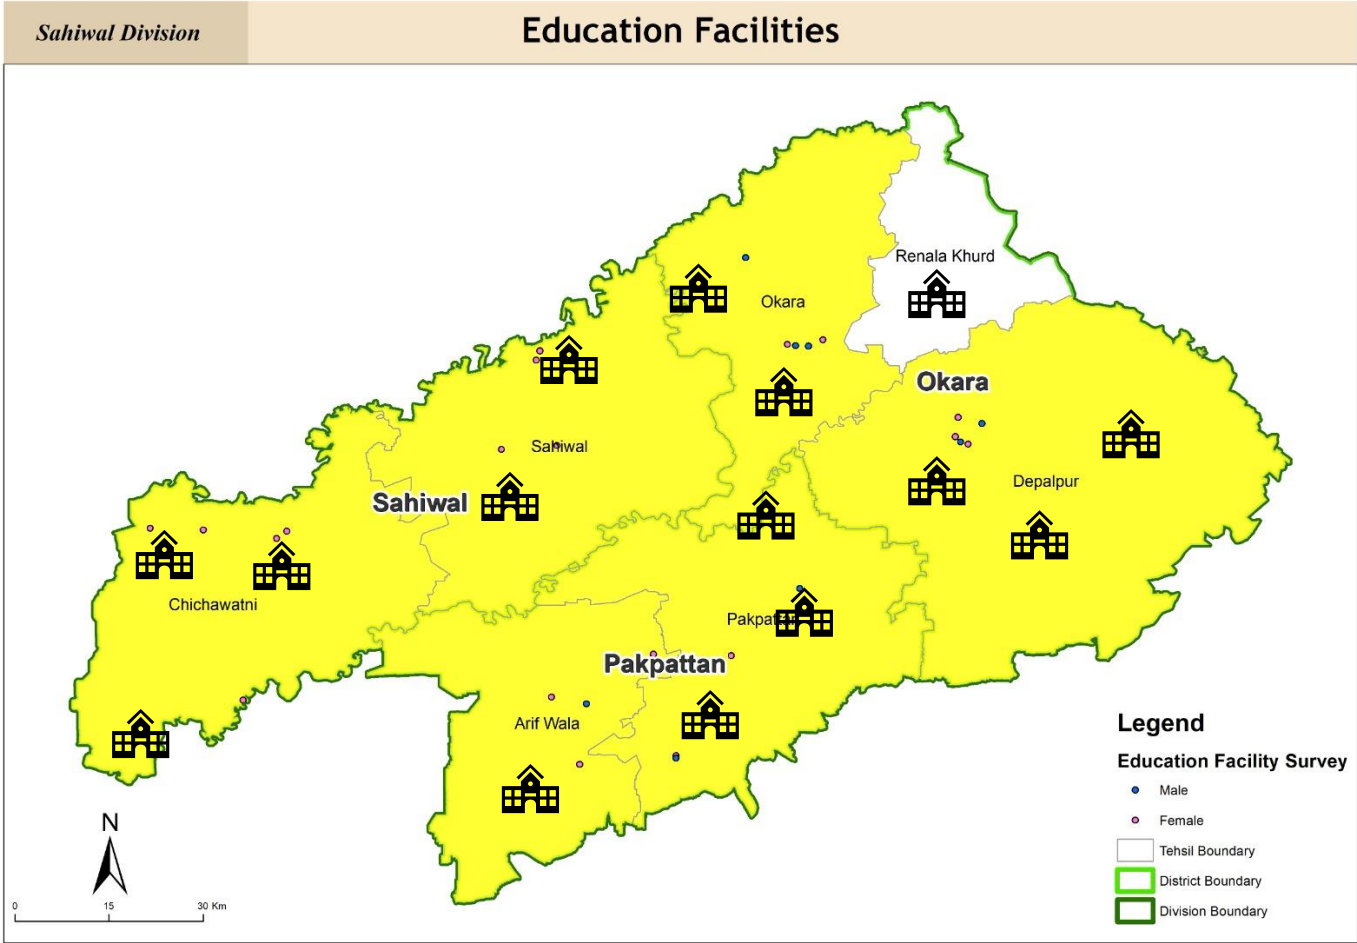 Sahiwal Division
Education Facilities
Renala Khurd
Okara
Okara
Sahiwal
Depalpur
Sahiwal
Chichawatni
Pakpattan
Pakpattan
Arif Wala
Legend
Education Facility Survey
Male
Female
Tehsil Boundary
District Boundary
Division Boundary
N
0 15 30 Km